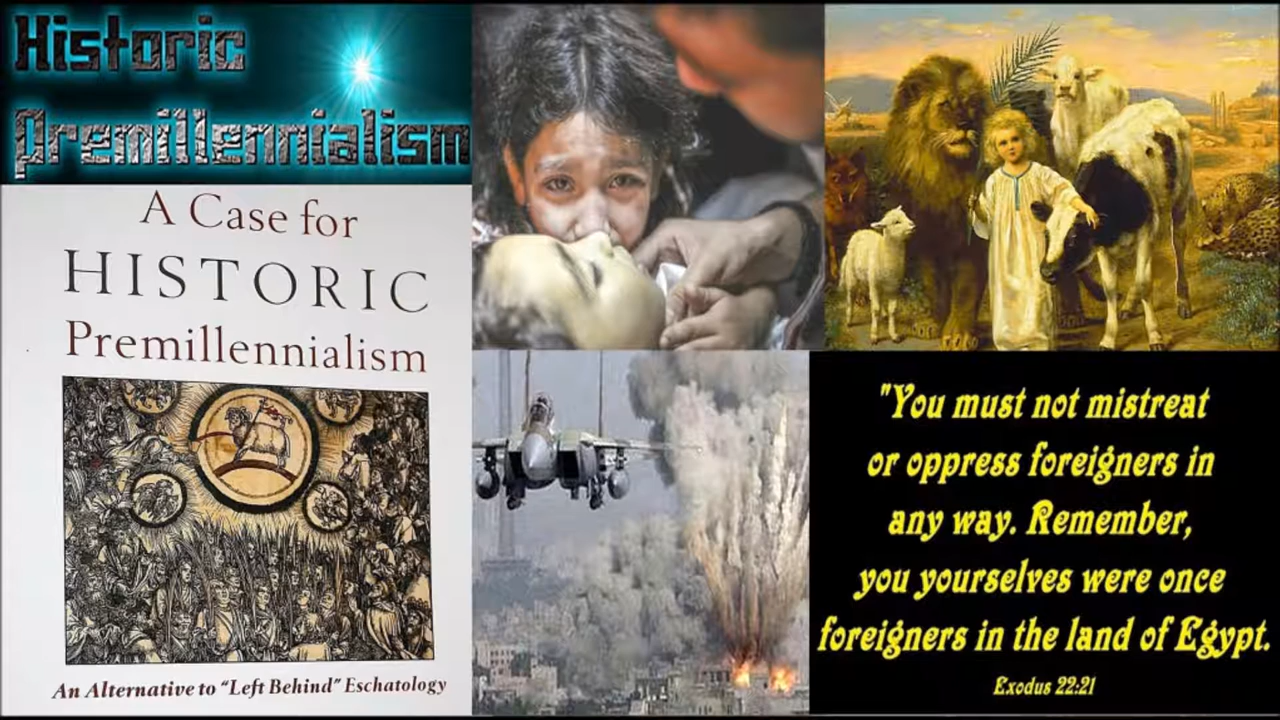 Historic
Premillennialism
A Case for
HISTORIC
Premillennialism
An Alternative to “Left Behind” Eschatology
"You must not mistreat
or oppress foreigners in
any way. Remember,
you yourselves were once
foreigners in the land of Egypt.
Exodus 22:21